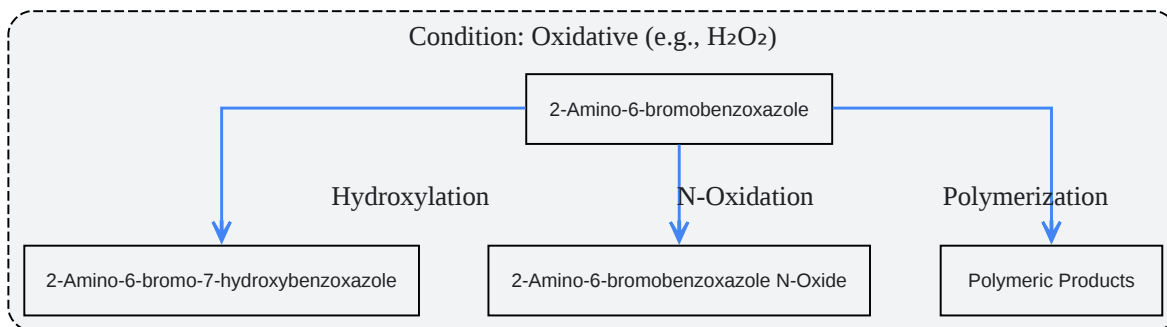 Condition: Oxidative (e.g., H₂O₂)
2-Amino-6-bromobenzoxazole
Hydroxylation
N-Oxidation
Polymerization
2-Amino-6-bromo-7-hydroxybenzoxazole
2-Amino-6-bromobenzoxazole N-Oxide
Polymeric Products